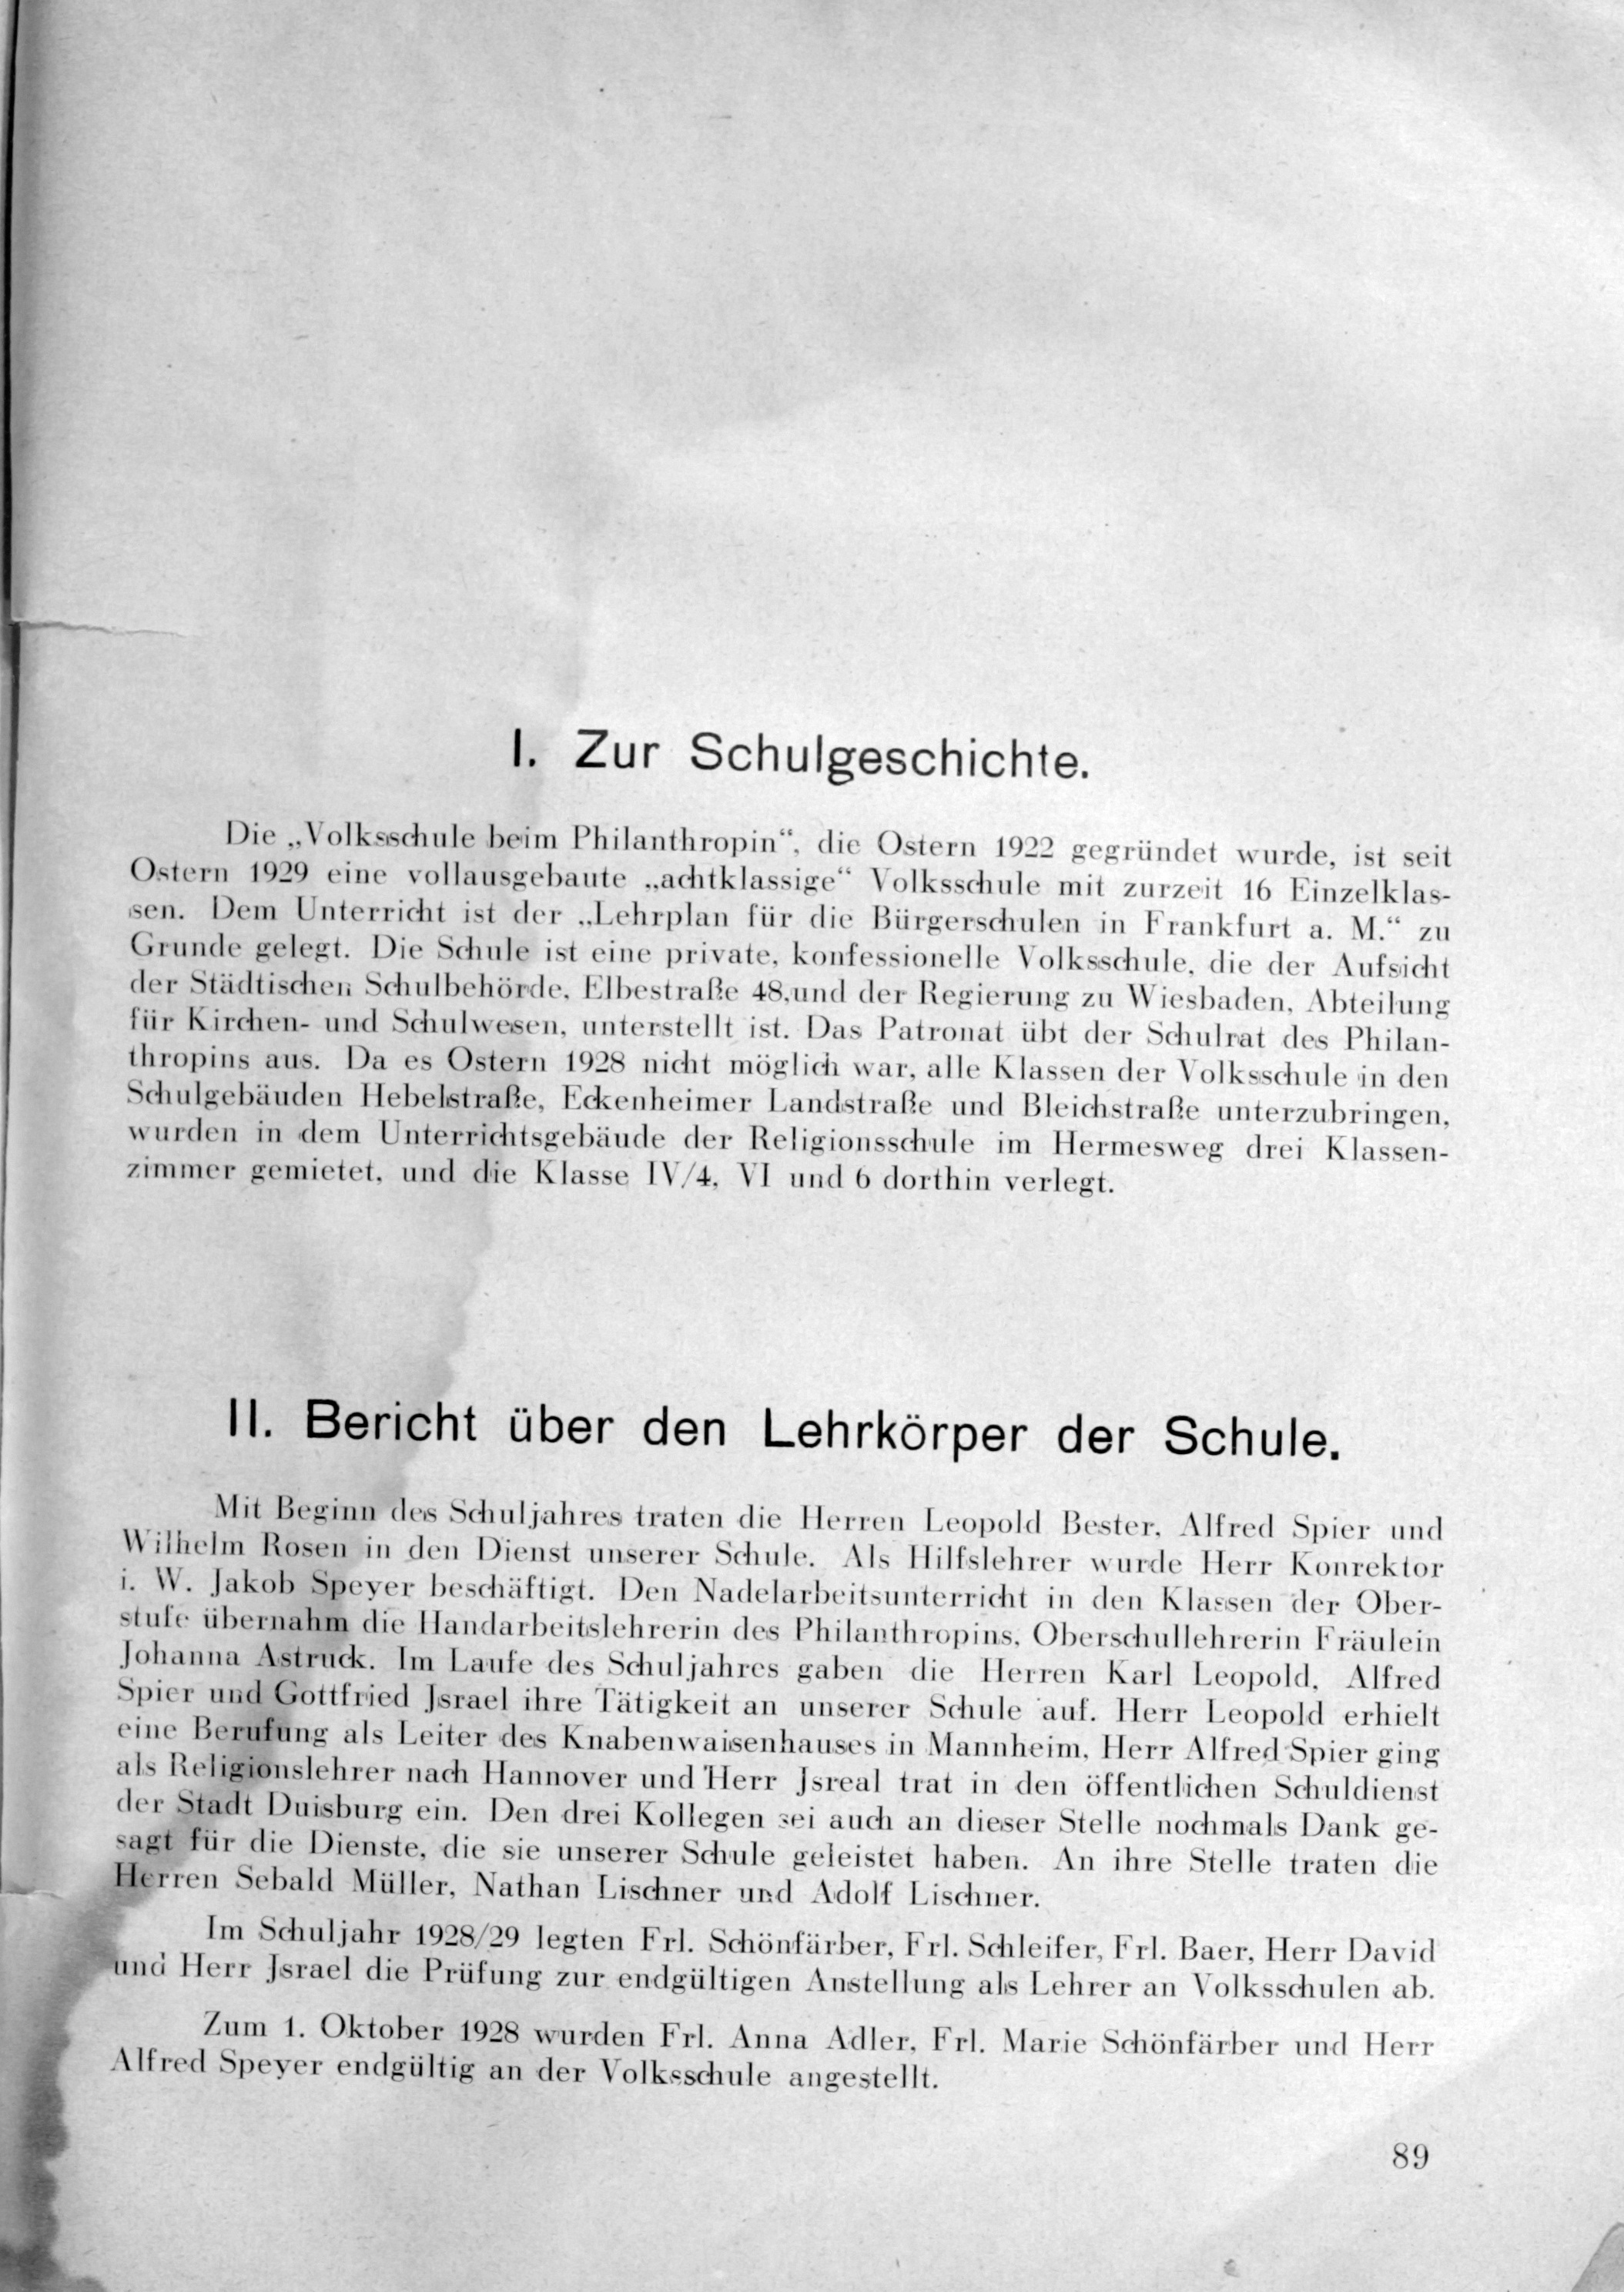 I. Zur Schulgeschichte.
Die „Volksschule beim Philanthropin“, die Ostern 1922 gegründet wurde, ist seit
Ostern 1929 eine vollausgebaute „achtklassige“ Volksschule mit zurzeit 16 Einzelklas-
sen. Dem Unterricht ist der „Lehrplan für die Bürgerschulen in Frankfurt a. M.“ zu
Grunde gelegt. Die Schule ist eine private, konfessionelle Volksschule, die der Aufsicht
der Städtischen Schulbehörde, Elbestraße 48,und der Regierung zu Wiesbaden, Abteilung
für Kirchen- und Schulwesen, unterstellt ist. Das Patronat übt der Schulrat des Philan-
thropins aus. Da es Ostern 1928 nicht möglich war, alle Klassen der Volksschule in den
Schulgebäuden Hebelstraße, Eckenheimer Landstraße und Bleichstraße unterzubringen,
wurden in dem Unterrichtsgebäude der Religionsschule im Hermesweg drei Klassen-
zimmer gemietet, und die Klasse IV/4, VI und 6 dorthin verlegt.
II. Bericht über den Lehrkörper der Schule.
Mit Beginn des Schuljahres traten die Herren Leopold Bester, Alfred Spier und
Wilhelm Rosen in den Dienst unserer Schule. Als Hilfslehrer wurde Herr Konrektor
i. W. Jakob Speyer beschäftigt. Den Nadelarbeitsunterricht in den Klassen der Ober-
stufe übernahm die Handarbeitslehrerin des Philanthropins, Oberschullehrerin Fräulein
Johanna Astruck. Im Laufe des Schuljahres gaben die Herren Karl Leopold, Alfred
Spier und Gottfried Jsrael ihre Tätigkeit an unserer Schule auf. Herr Leopold erhielt
eine Berufung als Leiter des Knabenwaisenhauses in Mannheim, Herr Alfred Spier ging
als Religionslehrer nach Hannover und Herr Jsreal trat in den öffentlichen Schuldienst
der Stadt Duisburg ein. Den drei Kollegen sei auch an dieser Stelle nochmals Dank ge-
sagt für die Dienste, die sie unserer Schule geleistet haben. An ihre Stelle traten die
Herren Sebald Müller, Nathan Lischner und Adolf Lischner.
Im Schuljahr 1928/29 legten Frl. Schönfärber, Frl. Schleifer, Frl. Baer, Herr David
und Herr Jsrael die Prüfung zur endgültigen Anstellung als Lehrer an Volksschulen ab.
Zum 1. Oktober 1928 wurden Frl. Anna Adler, Frl. Marie Schönfärber und Herr
Alfred Speyer endgültig an der Volksschule angestellt.
89